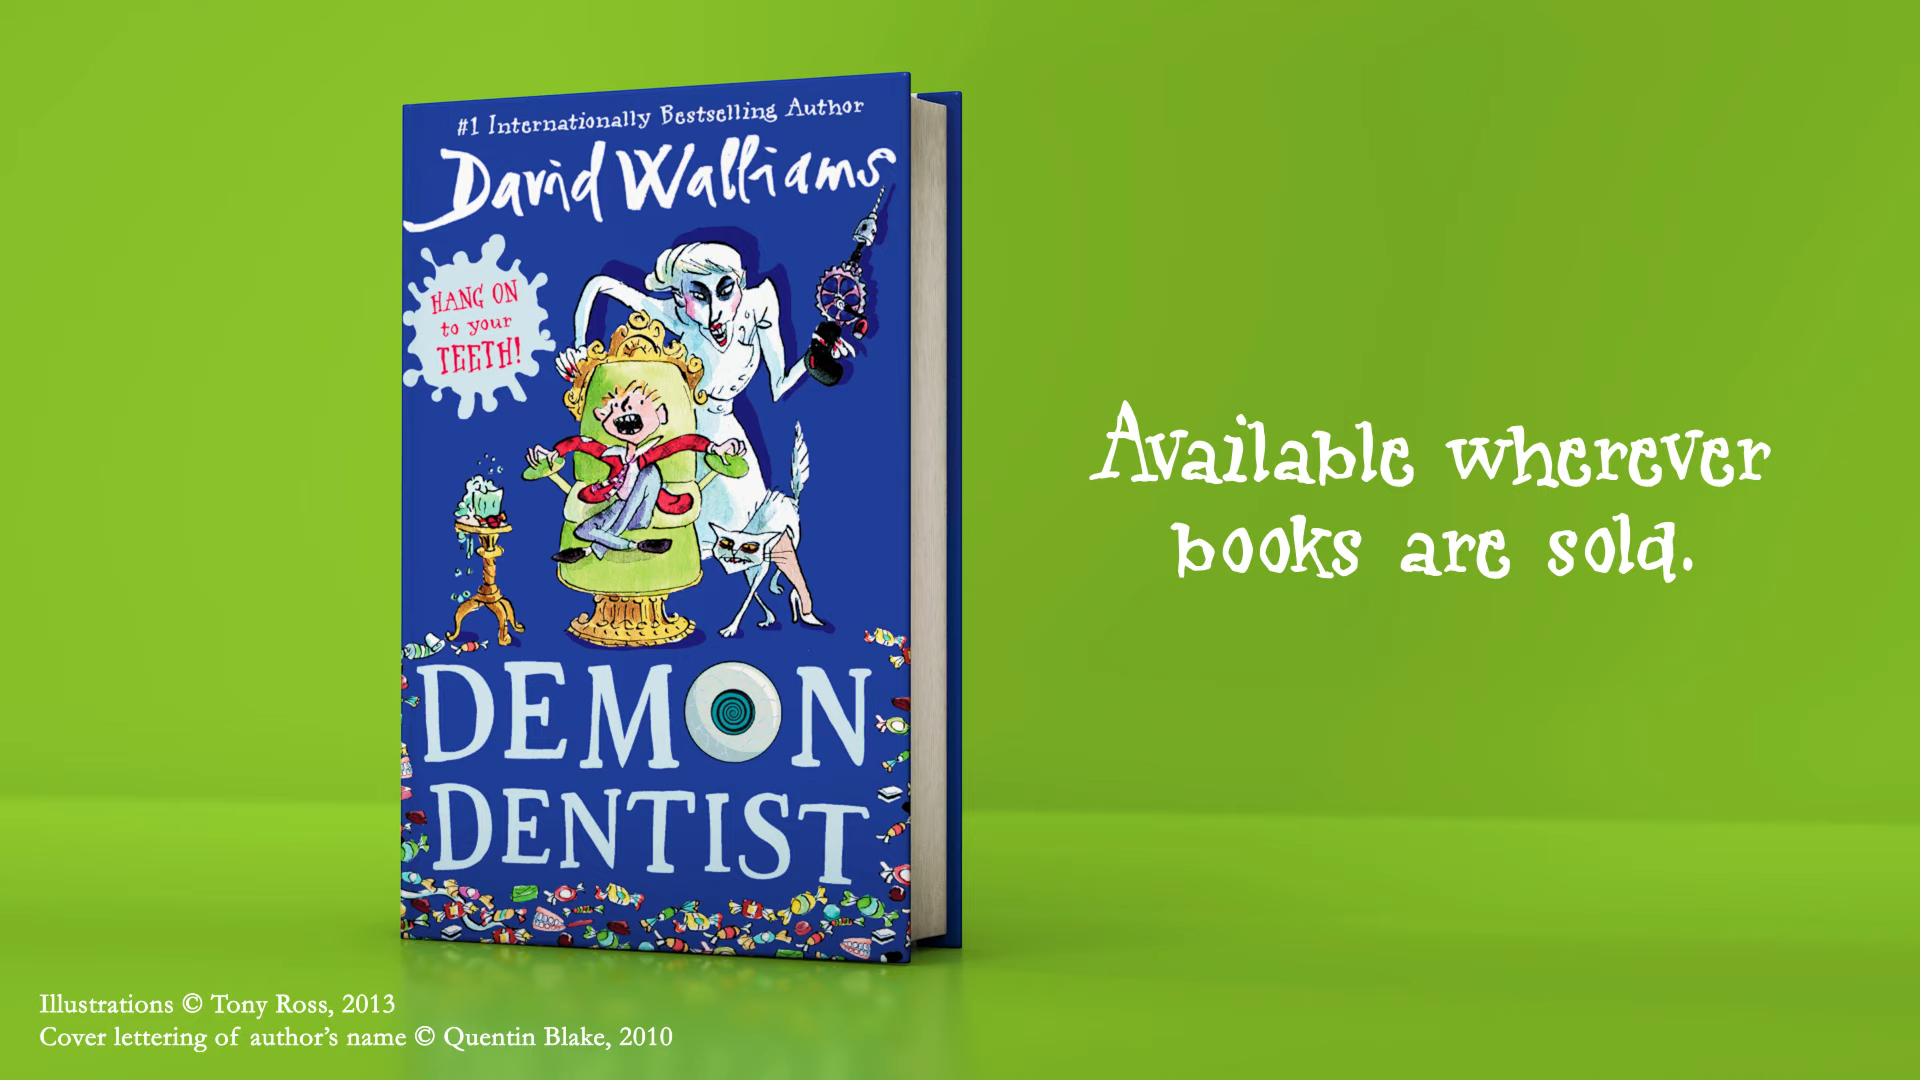 #1 Internationally Bestselling Author
David Walliams
HANG ON
to your
TEETH!
DEMON
DENTIST
Available wherever
books are sold.
Illustrations © Tony Ross, 2013
Cover lettering of author's name © Quentin Blake, 2010